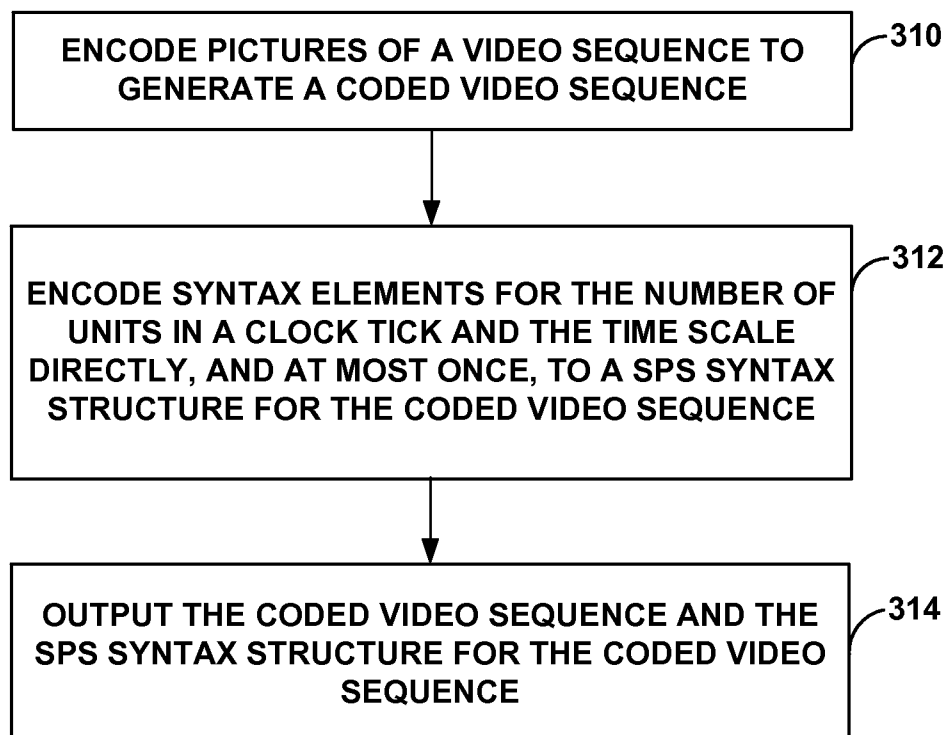 ENCODE PICTURES OF A VIDEO SEQUENCE TO
GENERATE A CODED VIDEO SEQUENCE
310
ENCODE SYNTAX ELEMENTS FOR THE NUMBER OF
UNITS IN A CLOCK TICK AND THE TIME SCALE
DIRECTLY, AND AT MOST ONCE, TO A SPS SYNTAX
STRUCTURE FOR THE CODED VIDEO SEQUENCE
312
OUTPUT THE CODED VIDEO SEQUENCE AND THE
SPS SYNTAX STRUCTURE FOR THE CODED VIDEO
SEQUENCE
314